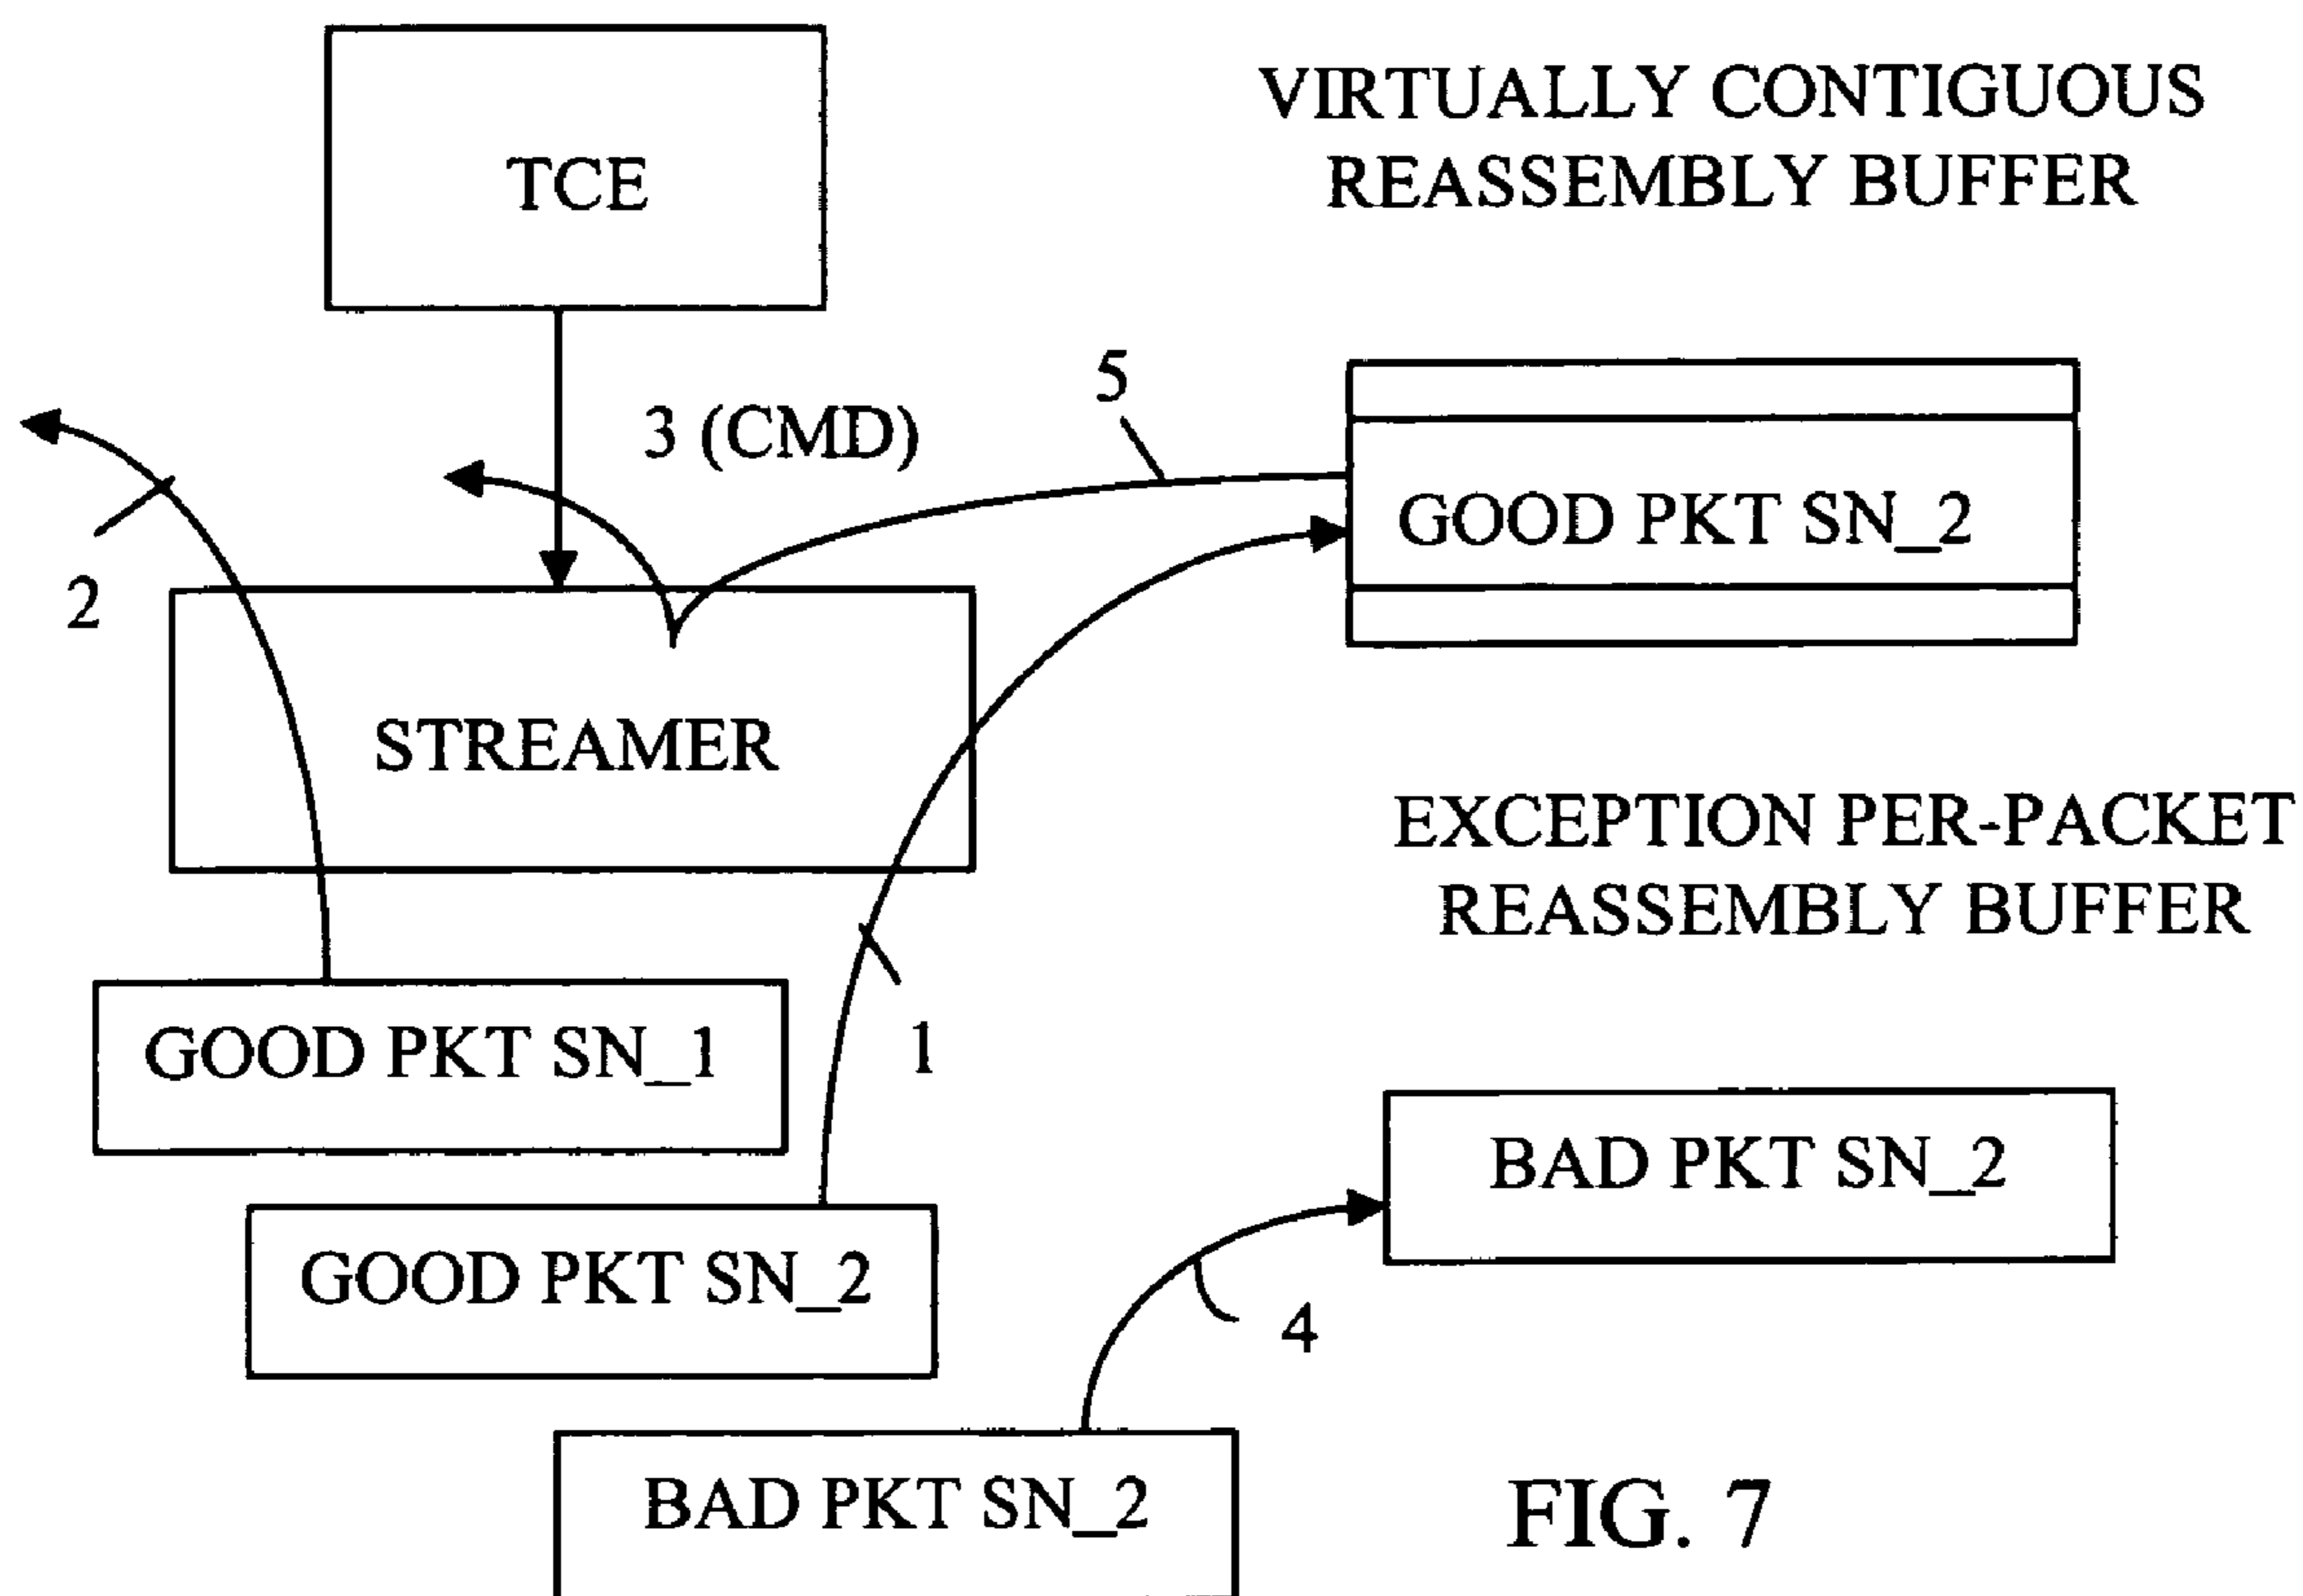 TCE
VIRTUALLY CONTIGUOUS
REASSEMBLY BUFFER
5
3 (CMD)
GOOD PKT SN_2
2
STREAMER
EXCEPTION PER-PACKET
REASSEMBLY BUFFER
GOOD PKT SN_1
1
BAD PKT SN_2
GOOD PKT SN_2
4
BAD PKT SN_2
FIG. 7